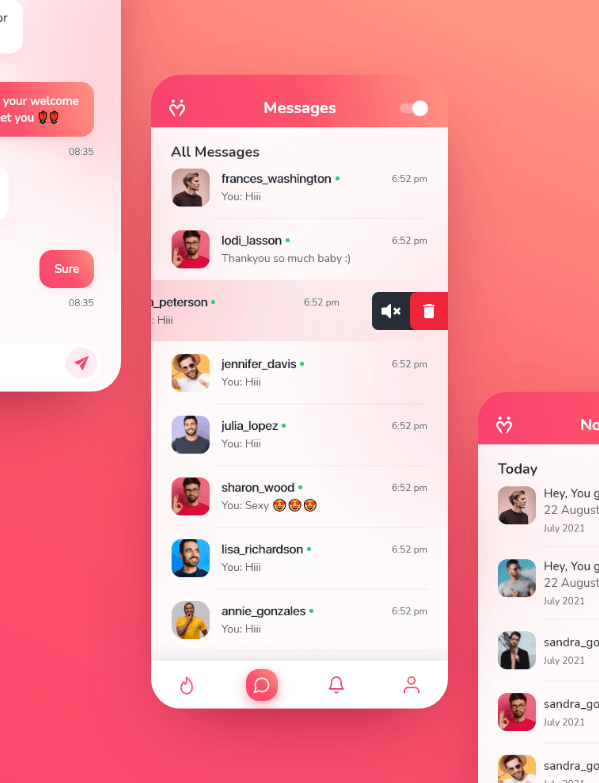 or
your welcome
et you 🌹🌹
08:35
Sure
08:35
Messages
All Messages
frances_washington
6:52 pm
You: Hiii
lodi_lasson
6:52 pm
Thankyou so much baby :)
a_peterson
6:52 pm
: Hiii
jennifer_davis
6:52 pm
You: Hiii
julia_lopez
6:52 pm
You: Hiii
sharon_wood
6:52 pm
You: Sexy 😍😍😍
lisa_richardson
6:52 pm
You: Hiii
annie_gonzales
6:52 pm
You: Hiii
No
Today
Hey, You g
22 August
July 2021
Hey, You g
22 August
July 2021
sandra_go
July 2021
sandra_go
July 2021
sandra_go